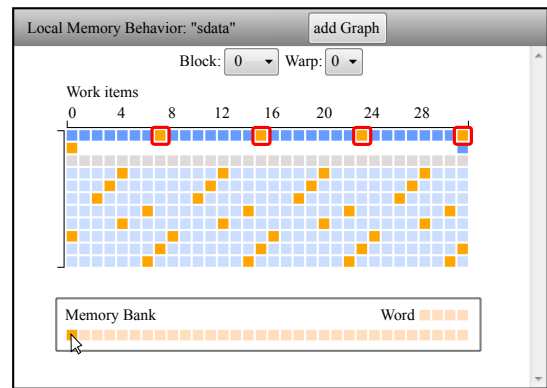 Local Memory Behavior: "sdata" add Graph
Block: 0 Warp: 0
Work items
0 4 8 12 16 20 24 28
Memory Bank Word